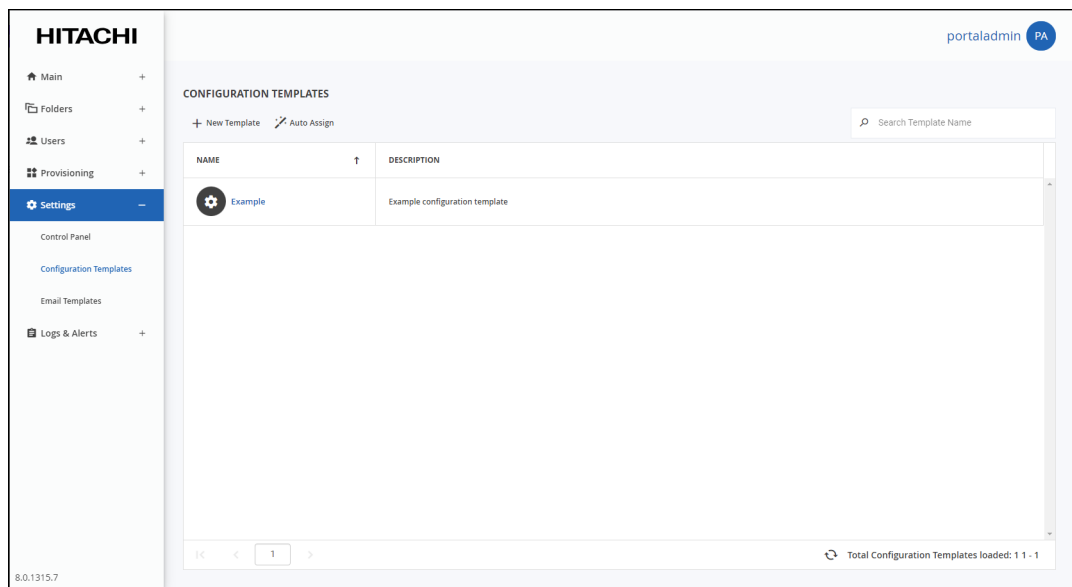 HITACHI
portaladmin PA
Main +
Folders +
Users +
Provisioning +
Settings −
Control Panel
Configuration Templates
Email Templates
Logs & Alerts +
8.0.1315.7
CONFIGURATION TEMPLATES
+ New Template Auto Assign
Search Template Name
NAME ↑ DESCRIPTION
Example Example configuration template
1
Total Configuration Templates loaded: 1 1 - 1